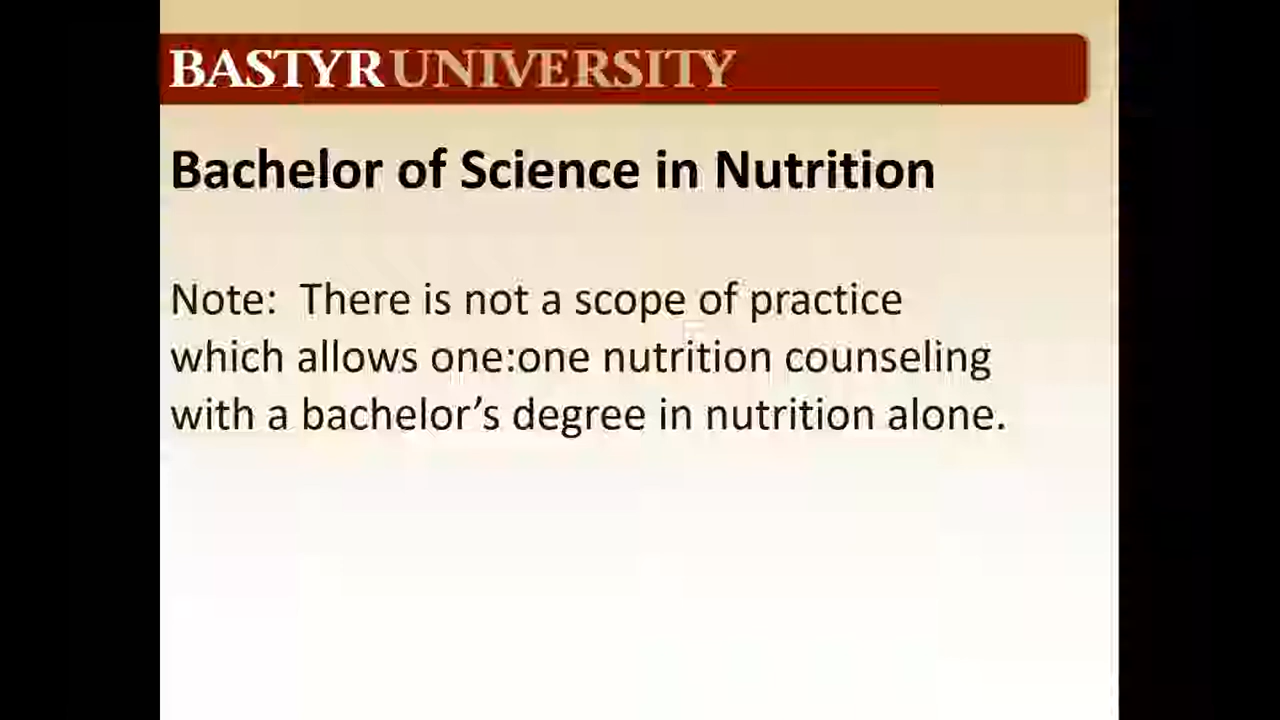 BASTYR UNIVERSITY
Bachelor of Science in Nutrition
Note: There is not a scope of practice
which allows one:one nutrition counseling
with a bachelor’s degree in nutrition alone.